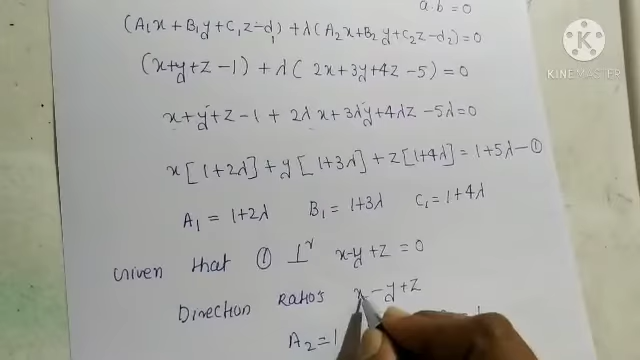 a.b = 0
(A₁x + B₁y + C₁z - d₁) + λ (A₂x + B₂y + C₂z - d₂) = 0
(x+y+z - 1) + λ ( 2x + 3y + 4z - 5) = 0
KINEMASTER
x + y + z - 1 + 2λx + 3λy + 4λz - 5λ = 0
x [1+2λ] + y [1+3λ] + z [1+4λ] = 1+5λ - ①
A₁ = 1+2λ B₁ = 1+3λ C₁ = 1+4λ
Given that ① ⊥ʳ x-y+z = 0
Direction Ratios x-y+z
A₂ = 1